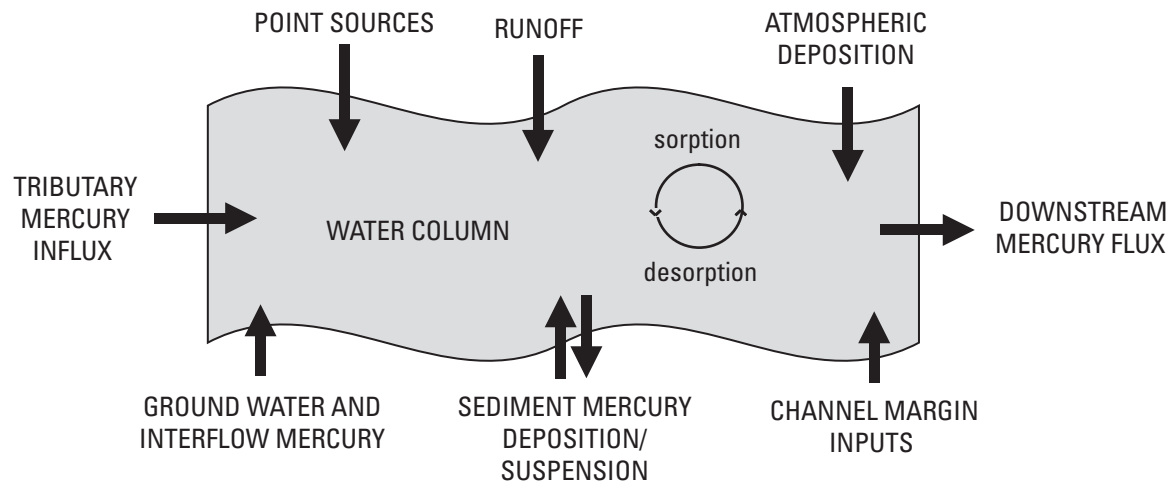 POINT SOURCES
RUNOFF
ATMOSPHERIC
DEPOSITION
sorption
TRIBUTARY
MERCURY
INFLUX
WATER COLUMN
DOWNSTREAM
MERCURY FLUX
desorption
GROUND WATER AND
INTERFLOW MERCURY
SEDIMENT MERCURY
DEPOSITION/
SUSPENSION
CHANNEL MARGIN
INPUTS